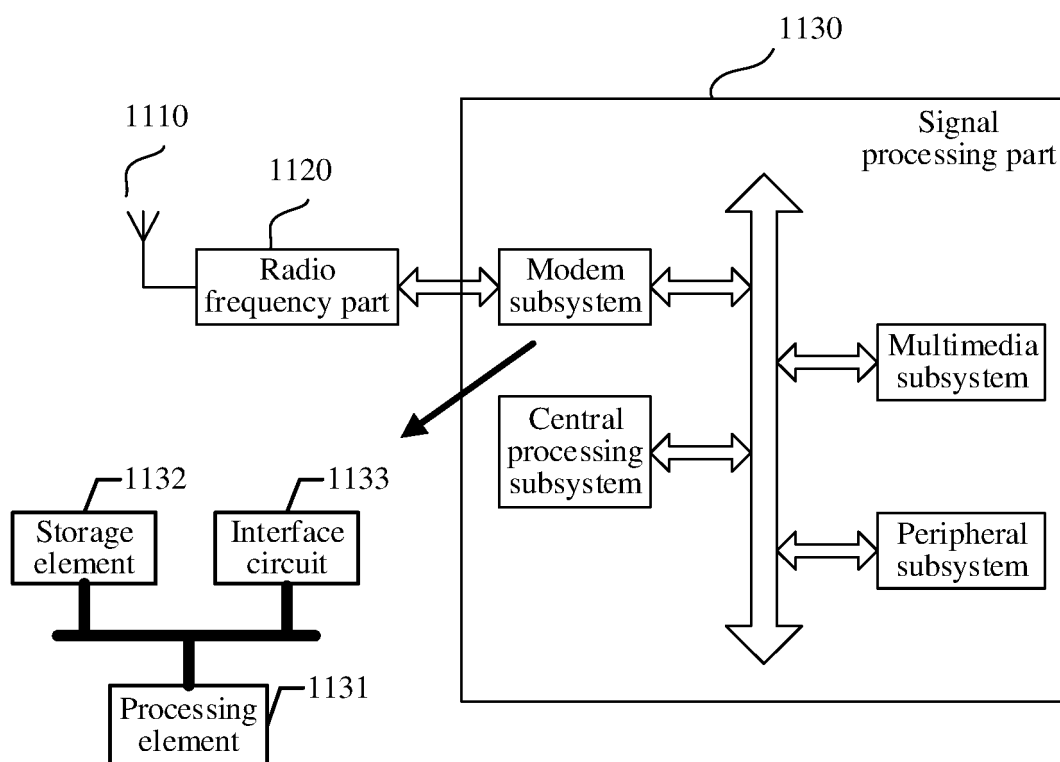 1130
1110
Signal
processing part
1120
Radio
frequency part
Modem
subsystem
Multimedia
subsystem
Central
processing
subsystem
1132
1133
Storage
element
Interface
circuit
Peripheral
subsystem
1131
Processing
element